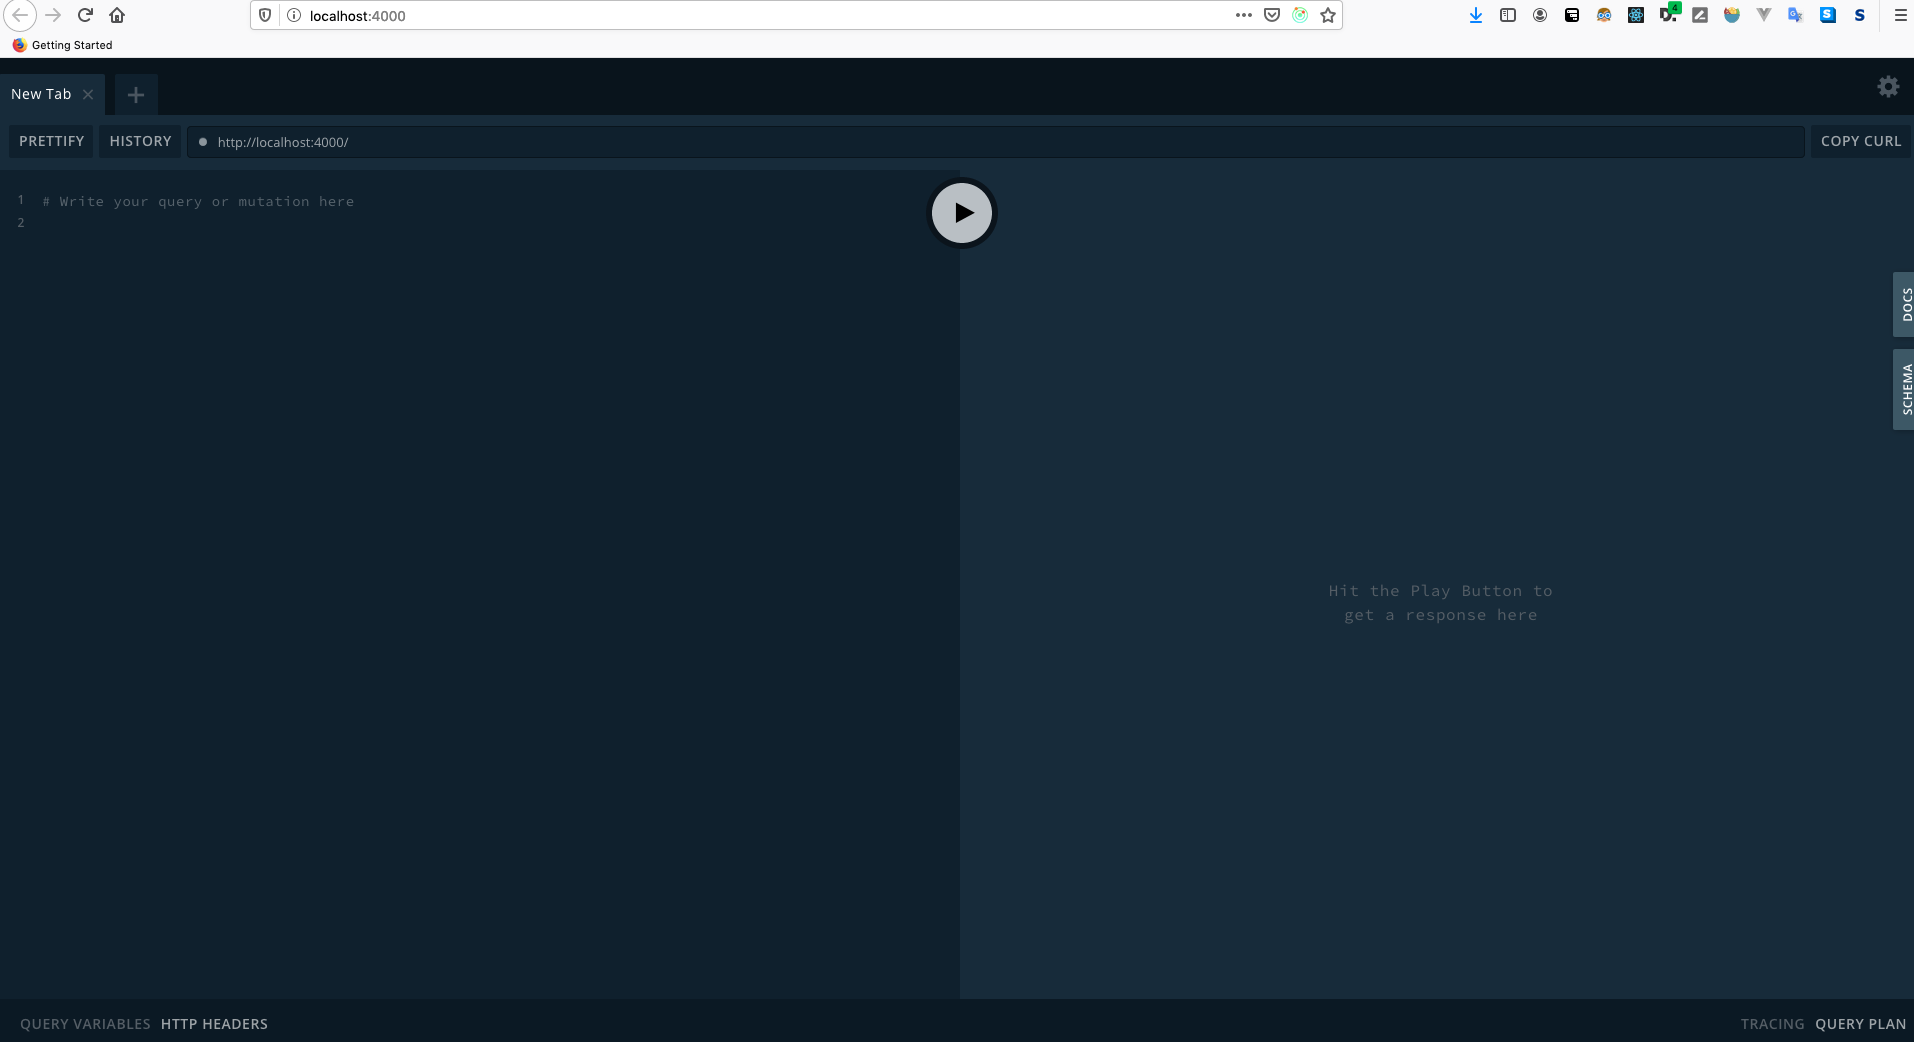 localhost:4000
4
Getting Started
New Tab
PRETTIFY
HISTORY
http://localhost:4000/
COPY CURL
1 # Write your query or mutation here
2
DOCS
SCHEMA
Hit the Play Button to
get a response here
QUERY VARIABLES HTTP HEADERS
TRACING QUERY PLAN